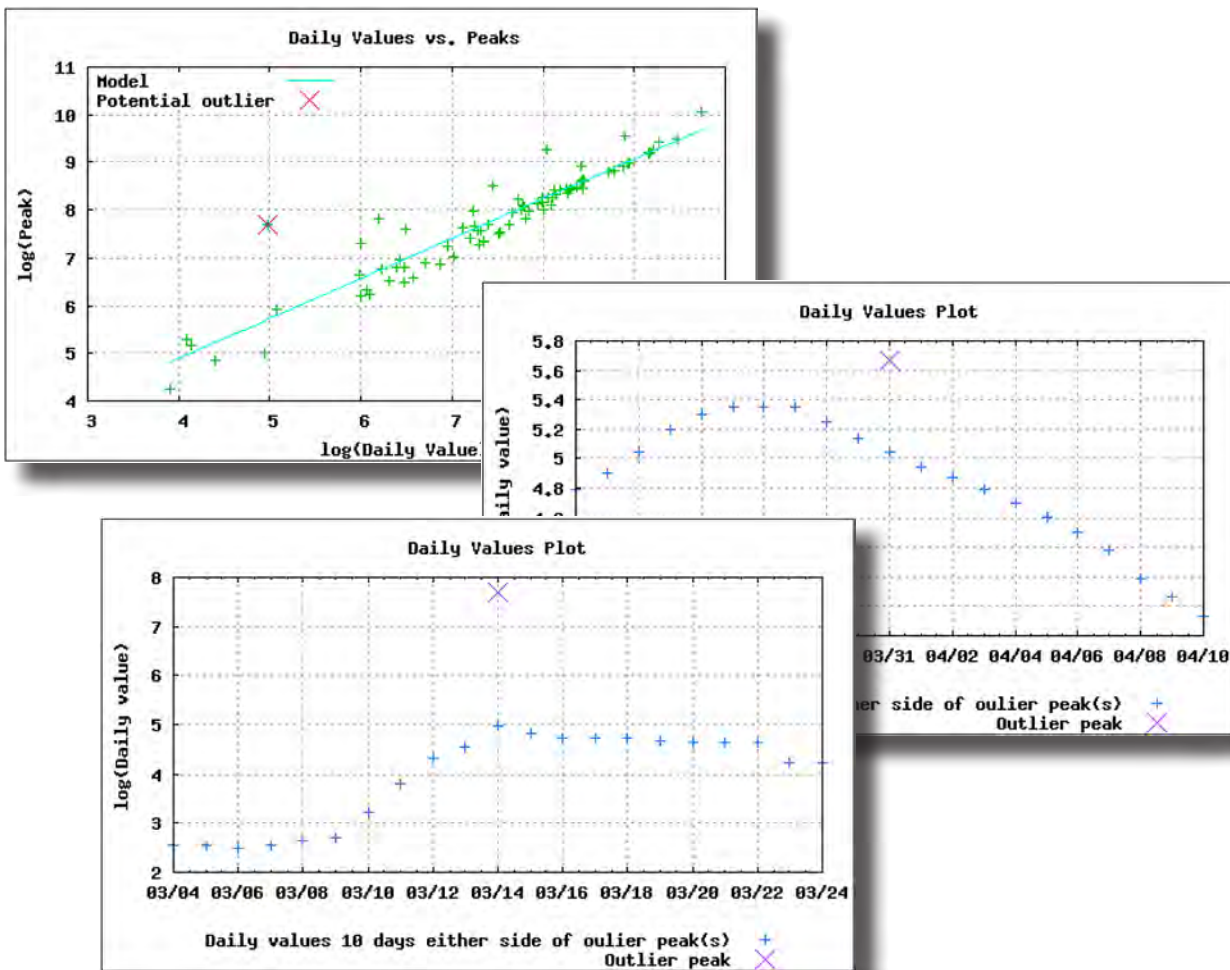 Daily Values vs. Peaks
11
10
9
8
7
6
5
4
log(Peak)
Model
Potential outlier
3 4 5 6 7
log(Daily Value
Daily Values Plot
5.8
5.6
5.4
5.2
5
4.8
aily value)
03/31 04/02 04/04 04/06 04/08 04/10
er side of oulier peak(s)
Outlier peak
Daily Values Plot
8
7
6
5
4
3
2
log(Daily value)
03/04 03/06 03/08 03/10 03/12 03/14 03/16 03/18 03/20 03/22 03/24
Daily values 10 days either side of oulier peak(s)
Outlier peak